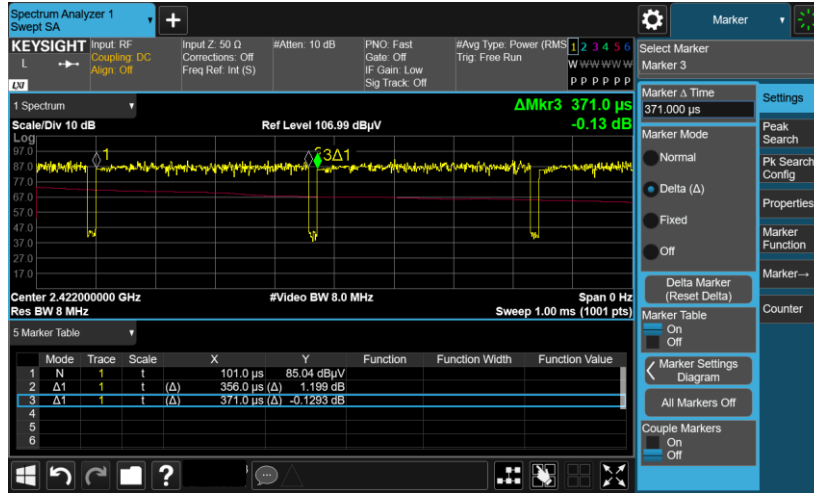 Spectrum Analyzer 1
Swept SA
Marker
KEYSIGHT
L
LXI
Input: RF
Coupling: DC
Align: Off
Input Z: 50 Ω
Corrections: Off
Freq Ref: Int (S)
#Atten: 10 dB
PNO: Fast
Gate: Off
IF Gain: Low
Sig Track: Off
#Avg Type: Power (RMS
Trig: Free Run
1 2 3 4 5 6
W W W W W W
P P P P P P
1 Spectrum
ΔMkr3 371.0 µs
-0.13 dB
Scale/Div 10 dB
Ref Level 106.99 dBµV
Log
97.0
87.0
77.0
67.0
57.0
47.0
37.0
27.0
17.0
1
3Δ1
Center 2.422000000 GHz
#Video BW 8.0 MHz
Span 0 Hz
Res BW 8 MHz
Sweep 1.00 ms (1001 pts)
5 Marker Table
Mode Trace Scale X Y Function Function Width Function Value
1 N 1 t 101.0 µs 85.04 dBµV
2 Δ1 1 t (Δ) 356.0 µs (Δ) 1.199 dB
3 Δ1 1 t (Δ) 371.0 µs (Δ) -0.1293 dB
4
5
6
?
Select Marker
Marker 3
Marker Δ Time
371.000 µs
Marker Mode
Normal
Delta (Δ)
Fixed
Off
Delta Marker
(Reset Delta)
Marker Table
On
Off
Marker Settings
Diagram
All Markers Off
Couple Markers
On
Off
Settings
Peak
Search
Pk Search
Config
Properties
Marker
Function
Marker→
Counter